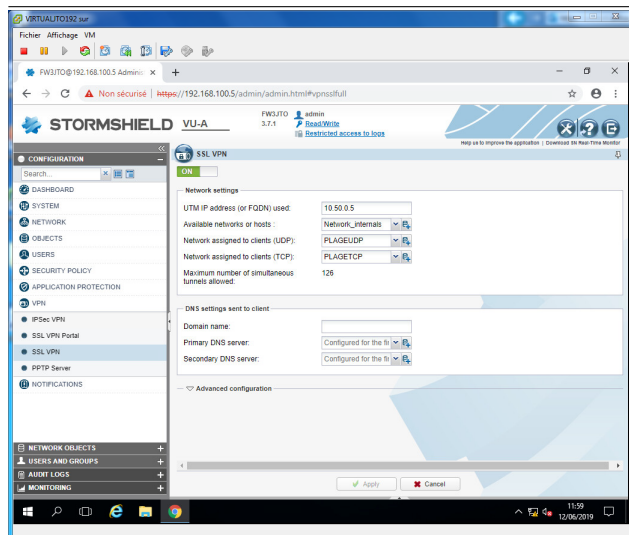 VIRTUALITO192 sur
Fichier Affichage VM
FW3JTO@192.168.100.5 Adminis
Non sécurisé | https://192.168.100.5/admin/admin.html#vpnsslfull
STORMSHIELD VU-A
FW3JTO admin
3.7.1 Read/Write
Restricted access to logs
Help us to improve the application | Download SN Real-Time Monitor
CONFIGURATION
Search...
DASHBOARD
SYSTEM
NETWORK
OBJECTS
USERS
SECURITY POLICY
APPLICATION PROTECTION
VPN
IPSec VPN
SSL VPN Portal
SSL VPN
PPTP Server
NOTIFICATIONS
NETWORK OBJECTS
USERS AND GROUPS
AUDIT LOGS
MONITORING
SSL VPN
ON
Network settings
UTM IP address (or FQDN) used: 10.50.0.5
Available networks or hosts : Network_internals
Network assigned to clients (UDP): PLAGEUDP
Network assigned to clients (TCP): PLAGETCP
Maximum number of simultaneous 126
tunnels allowed:
DNS settings sent to client
Domain name:
Primary DNS server: Configured for the fir
Secondary DNS server: Configured for the fir
Advanced configuration
Apply Cancel
11:59
12/06/2019